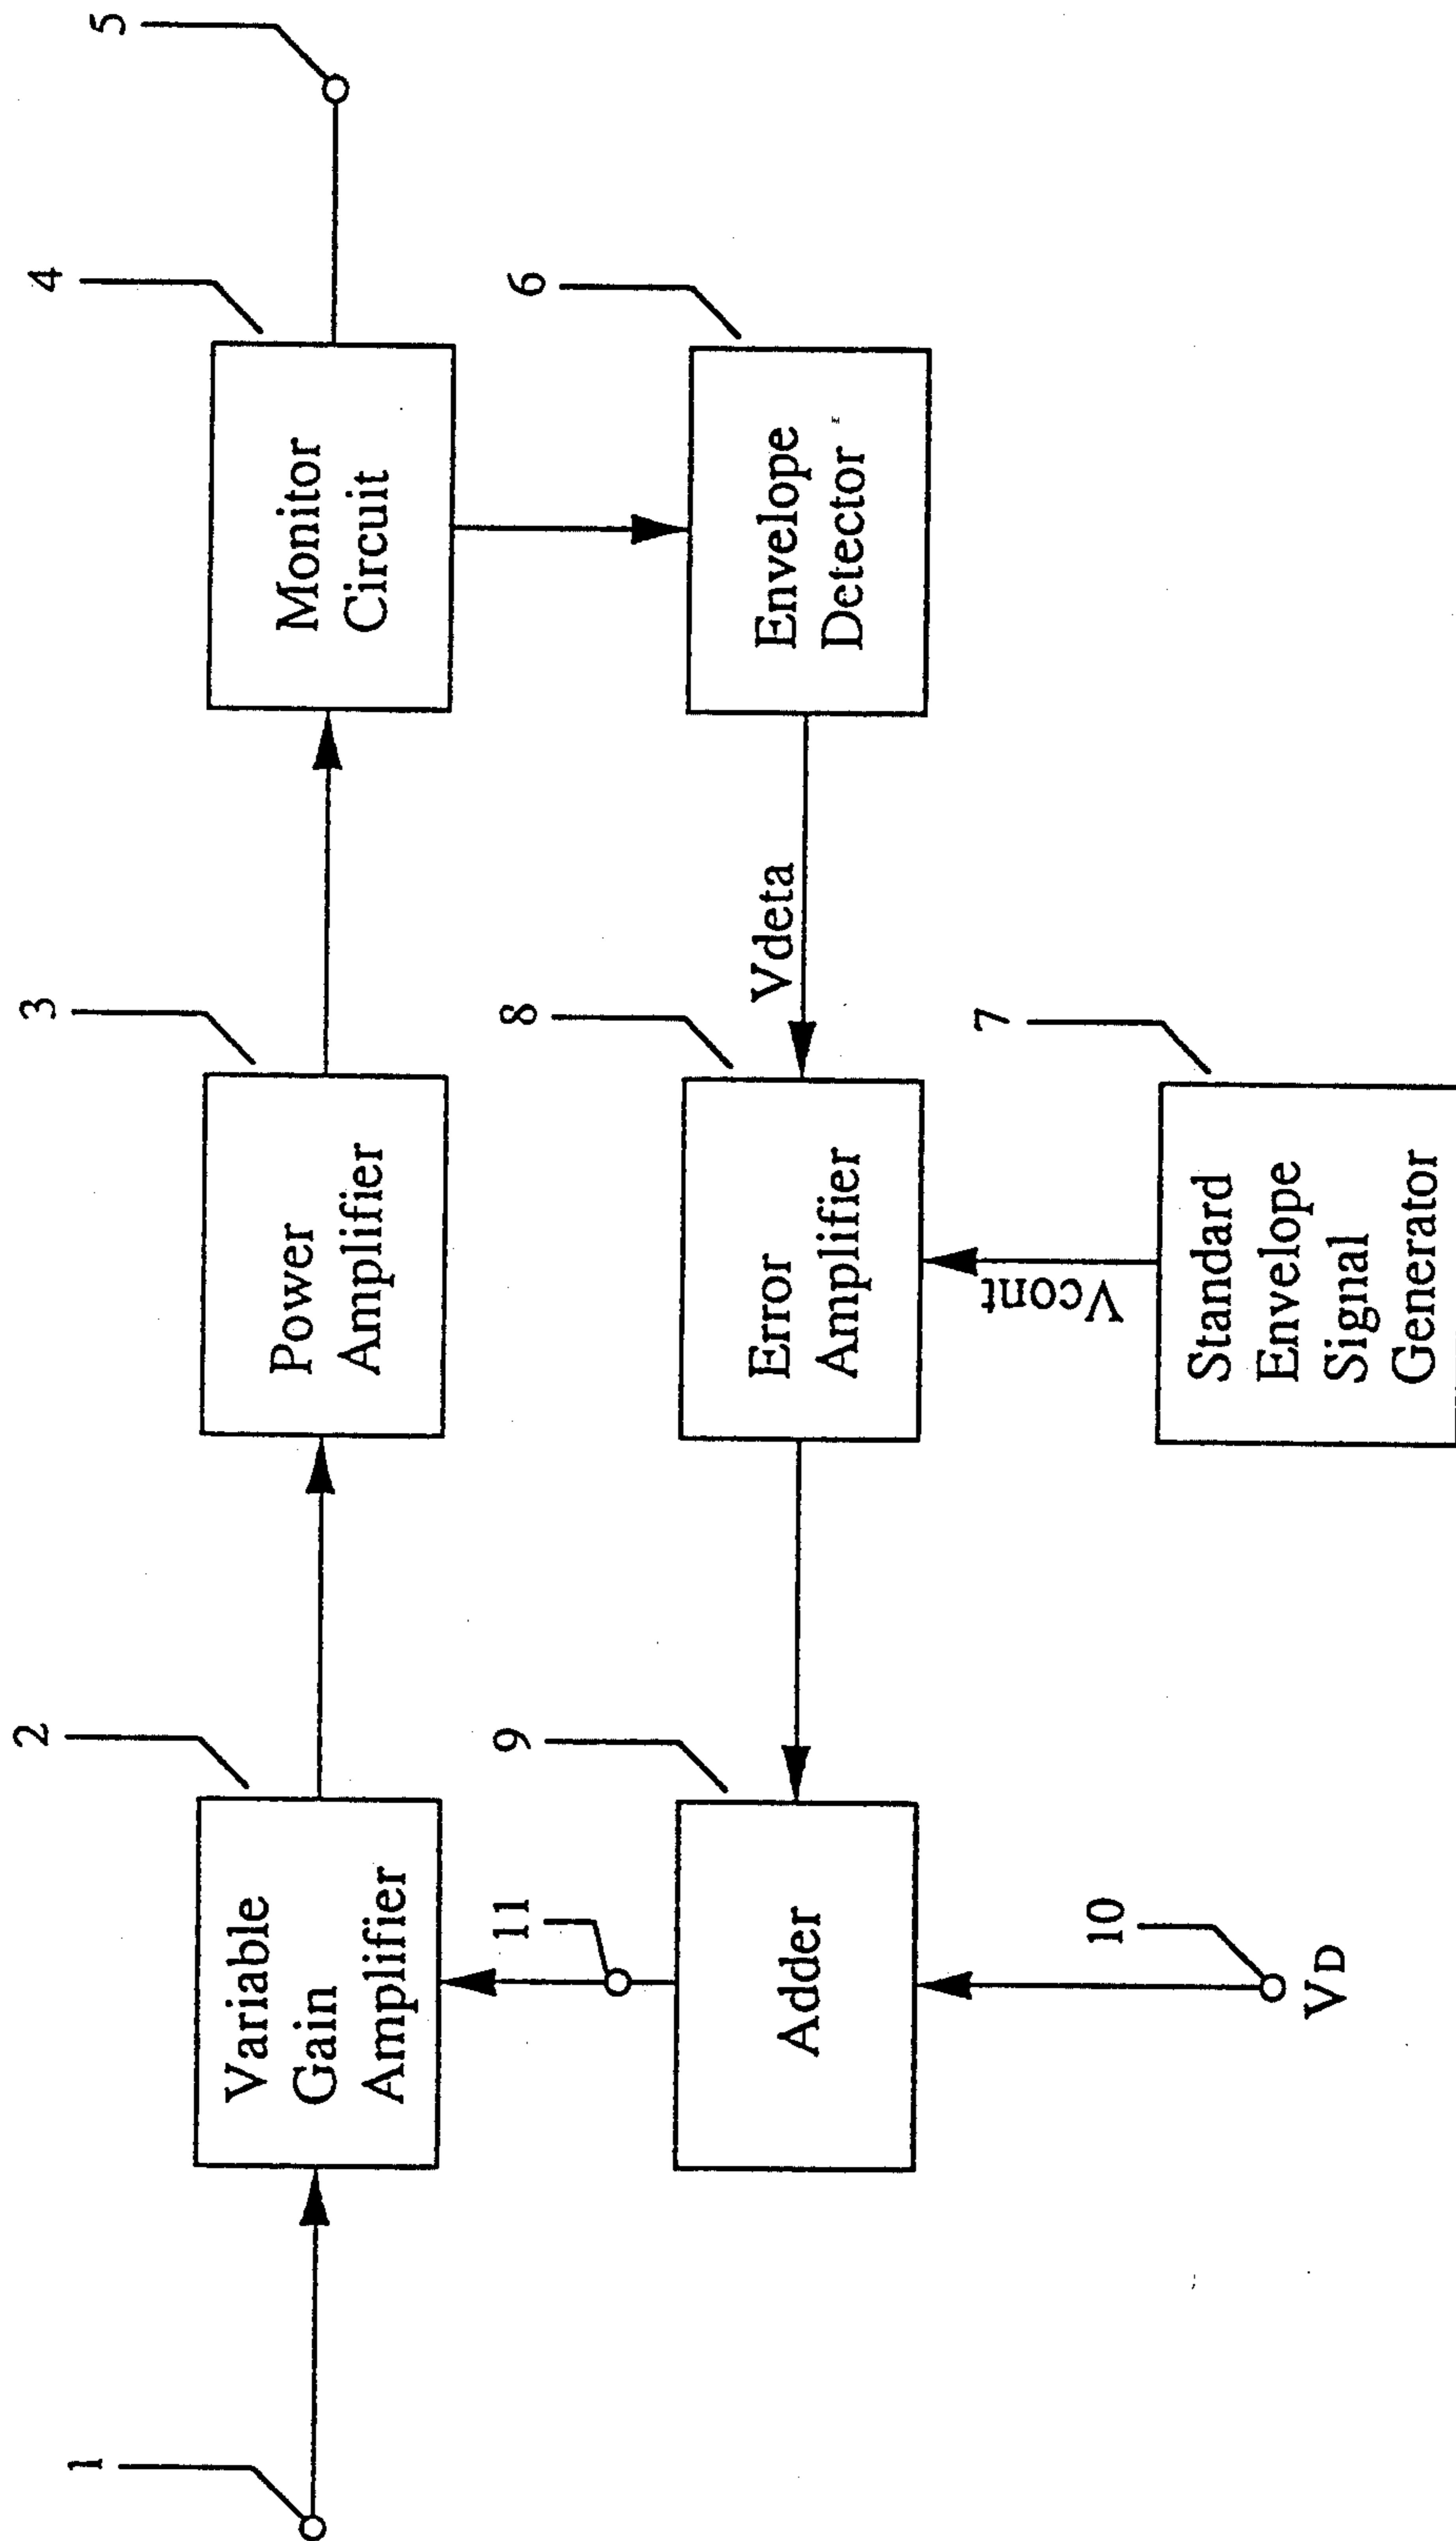 1
2
3
4
5
Variable
Gain
Amplifier
Power
Amplifier
Monitor
Circuit
11
9
8
6
Adder
Error
Amplifier
Vdeta
Envelope
Detector
10
VD
Vcont
7
Standard
Envelope
Signal
Generator